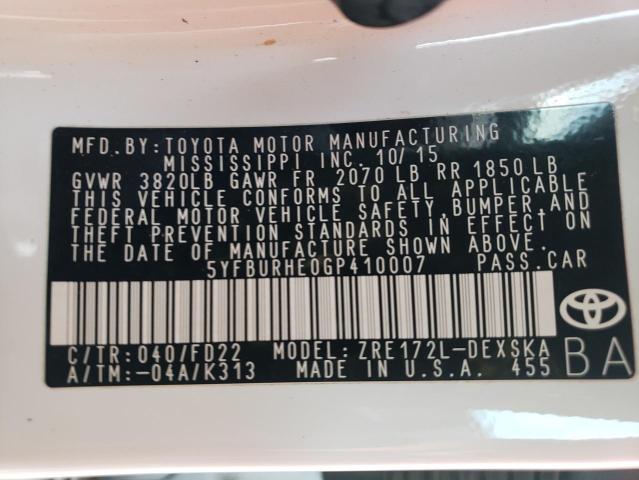 MFD. BY: TOYOTA MOTOR MANUFACTURING
MISSISSIPPI INC. 10/15
GVWR 3820LB GAWR FR 2070 LB RR 1850 LB
THIS VEHICLE CONFORMS TO ALL APPLICABLE
FEDERAL MOTOR VEHICLE SAFETY, BUMPER, AND
THEFT PREVENTION STANDARDS IN EFFECT ON
THE DATE OF MANUFACTURE SHOWN ABOVE.
5YFBURHE0GP410007 PASS. CAR
C/TR: 040/FD22 MODEL: ZRE172L-DEXSKA
A/TM: -04A/K313 MADE IN U.S.A. 455
BA